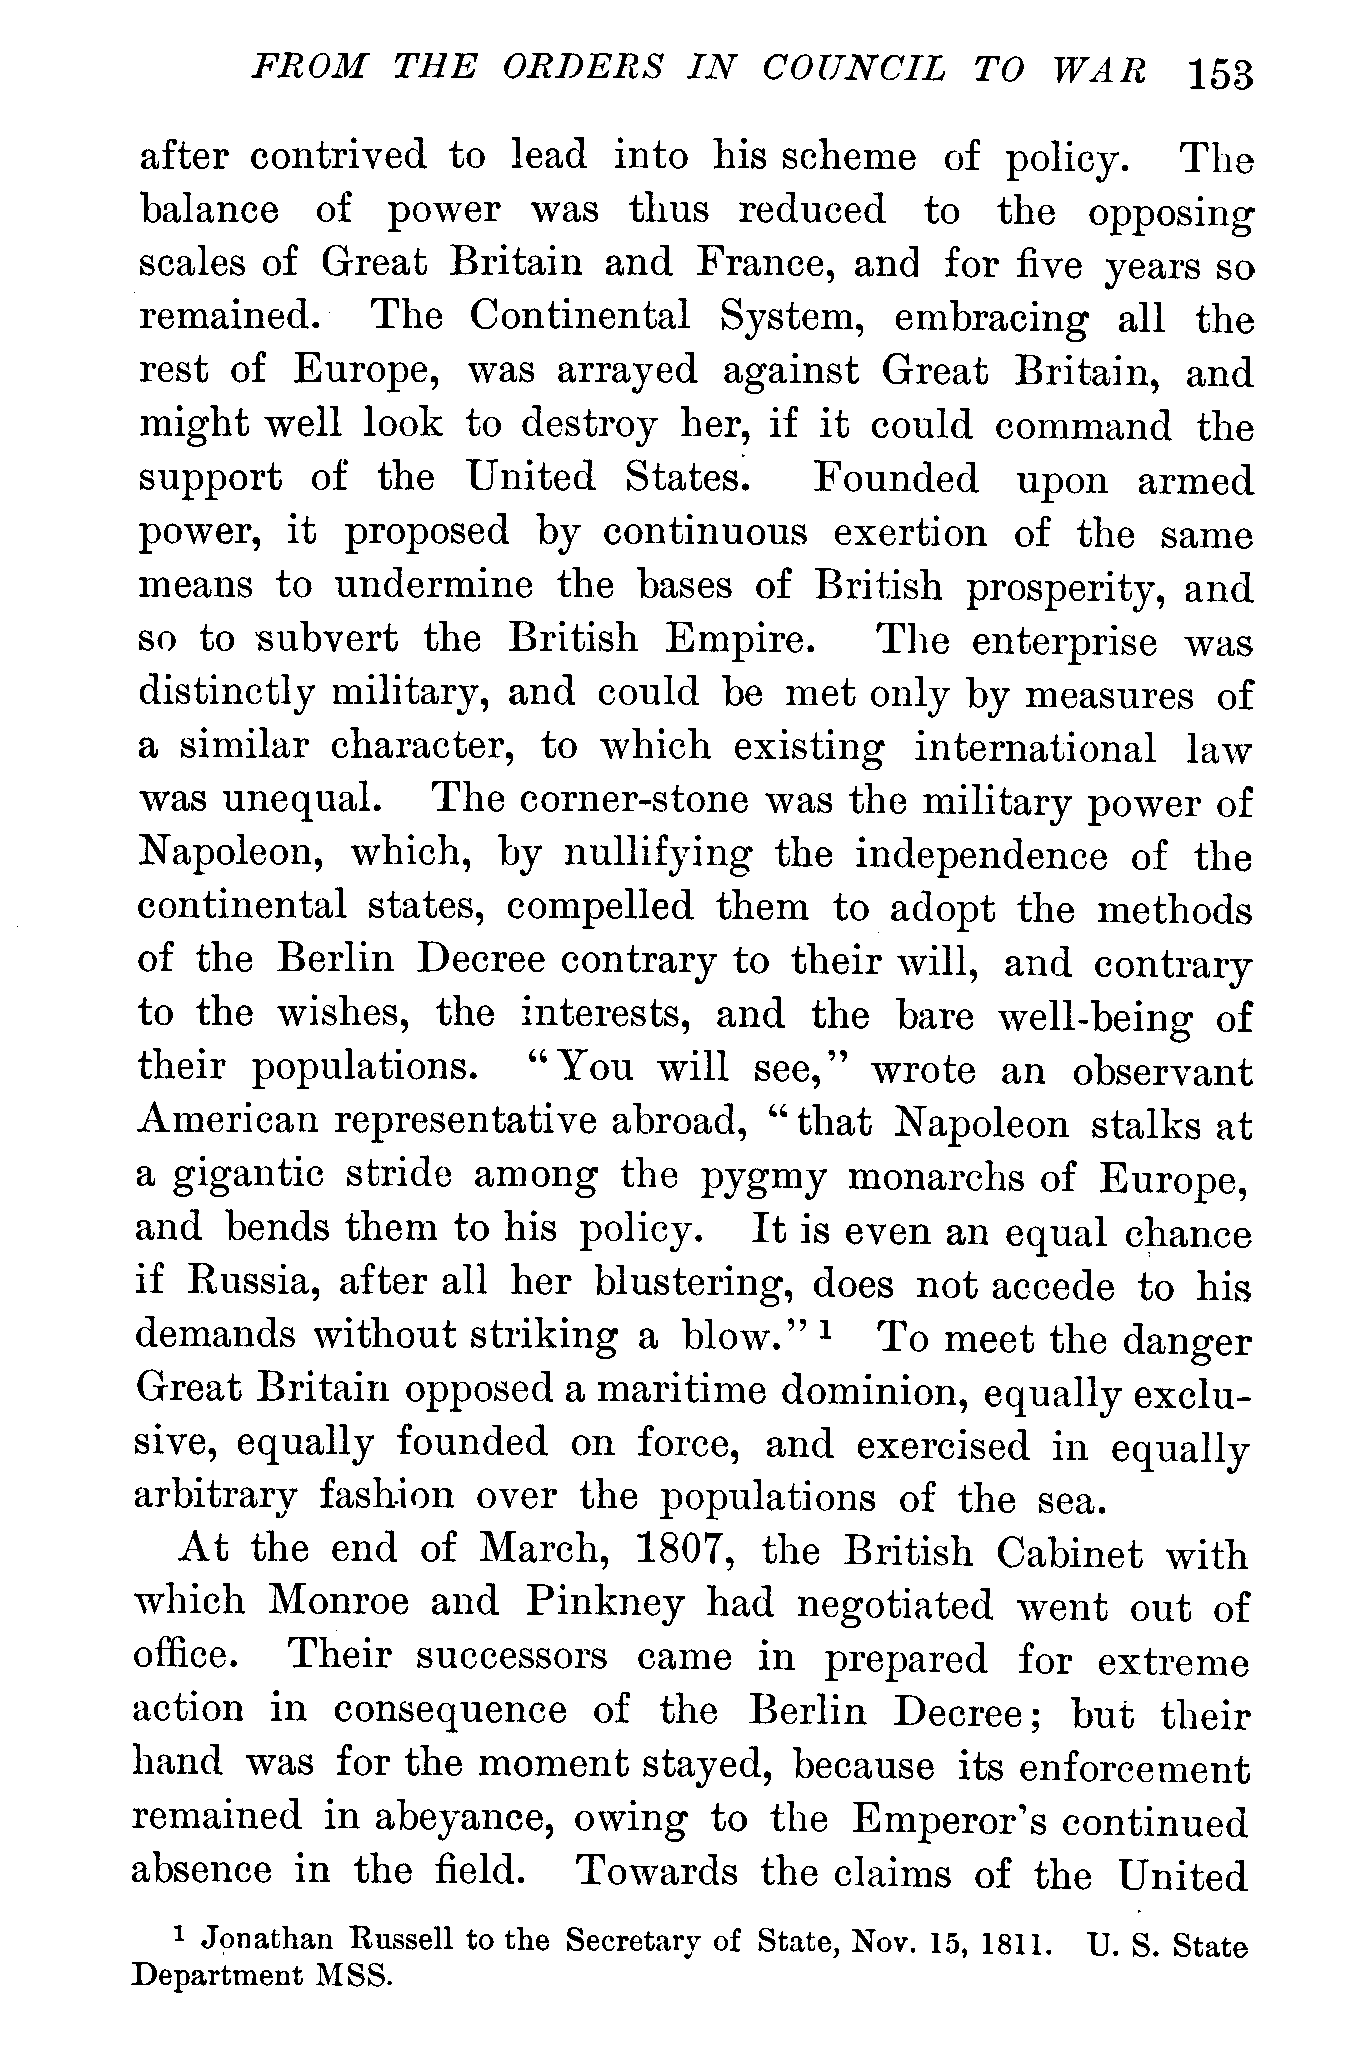 FROM THE ORDERS IN COUNCIL TO WAR 153
after contrived to lead into his scheme of policy. The
balance of power was thus reduced to the opposing
scales of Great Britain and France, and for five years so
remained. The Continental System, embracing all the
rest of Europe, was arrayed against Great Britain, and
might well look to destroy her, if it could command the
support of the United States. Founded upon armed
power, it proposed by continuous exertion of the same
means to undermine the bases of British prosperity, and
so to subvert the British Empire. The enterprise was
distinctly military, and could be met only by measures of
a similar character, to which existing international law
was unequal. The corner-stone was the military power of
Napoleon, which, by nullifying the independence of the
continental states, compelled them to adopt the methods
of the Berlin Decree contrary to their will, and contrary
to the wishes, the interests, and the bare well-being of
their populations. “You will see,” wrote an observant
American representative abroad, “that Napoleon stalks at
a gigantic stride among the pygmy monarchs of Europe,
and bends them to his policy. It is even an equal chance
if Russia, after all her blustering, does not accede to his
demands without striking a blow.” ¹ To meet the danger
Great Britain opposed a maritime dominion, equally exclu-
sive, equally founded on force, and exercised in equally
arbitrary fashion over the populations of the sea.
At the end of March, 1807, the British Cabinet with
which Monroe and Pinkney had negotiated went out of
office. Their successors came in prepared for extreme
action in consequence of the Berlin Decree; but their
hand was for the moment stayed, because its enforcement
remained in abeyance, owing to the Emperor's continued
absence in the field. Towards the claims of the United
¹ Jonathan Russell to the Secretary of State, Nov. 15, 1811. U. S. State
Department MSS.